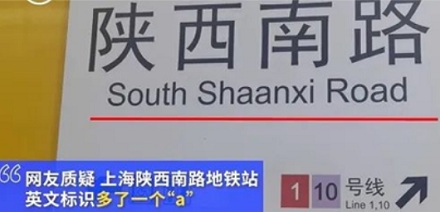 陕西南路
South Shaanxi Road
1 10 号线
Line 1,10
网友质疑 上海陕西南路地铁站
英文标识多了一个“a”